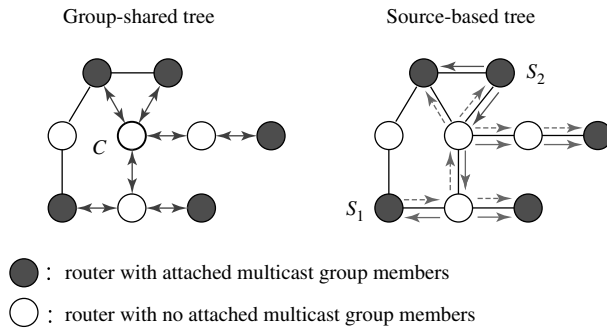 Group-shared tree
Source-based tree
S2
C
S1
: router with attached multicast group members
: router with no attached multicast group members